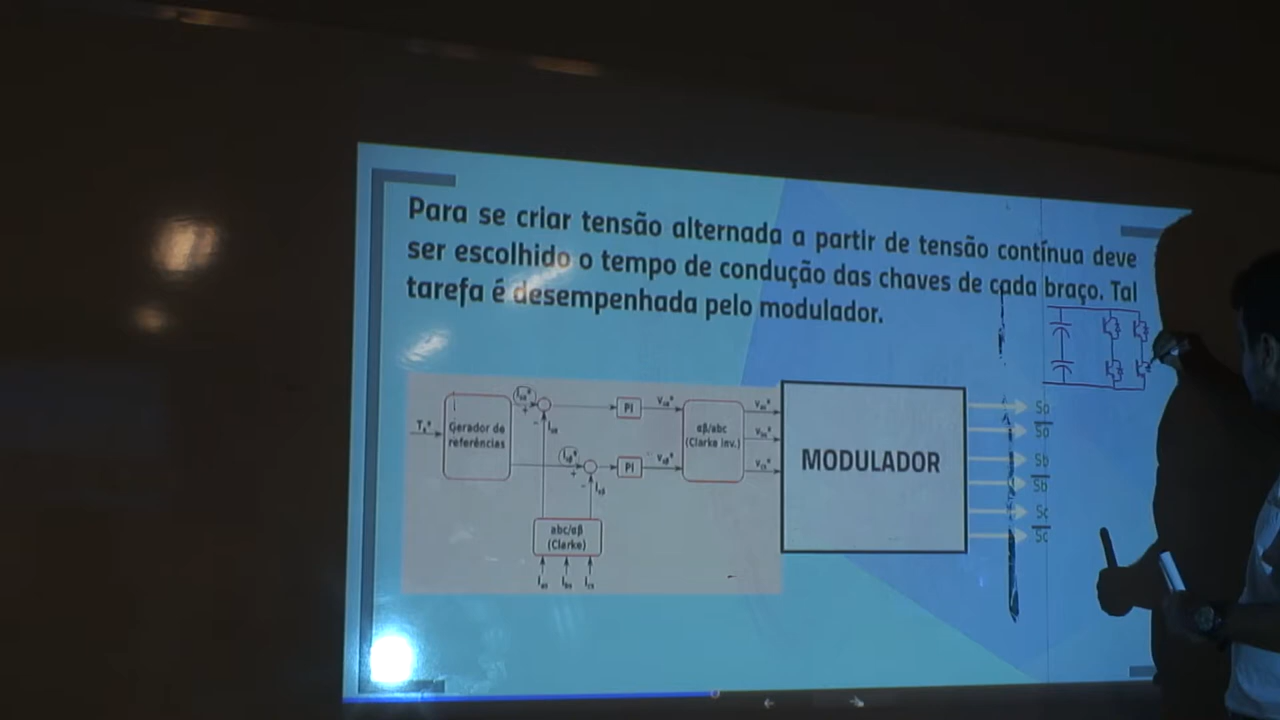 Para se criar tensão alternada a partir de tensão contínua deve
ser escolhido o tempo de condução das chaves de cada braço. Tal
tarefa é desempenhada pelo modulador.
Gerador de
referências
PI
PI
αβ/abc
(Clarke inv.)
MODULADOR
abc/αβ
(Clarke)
Sb
Sb
Sc
Sc